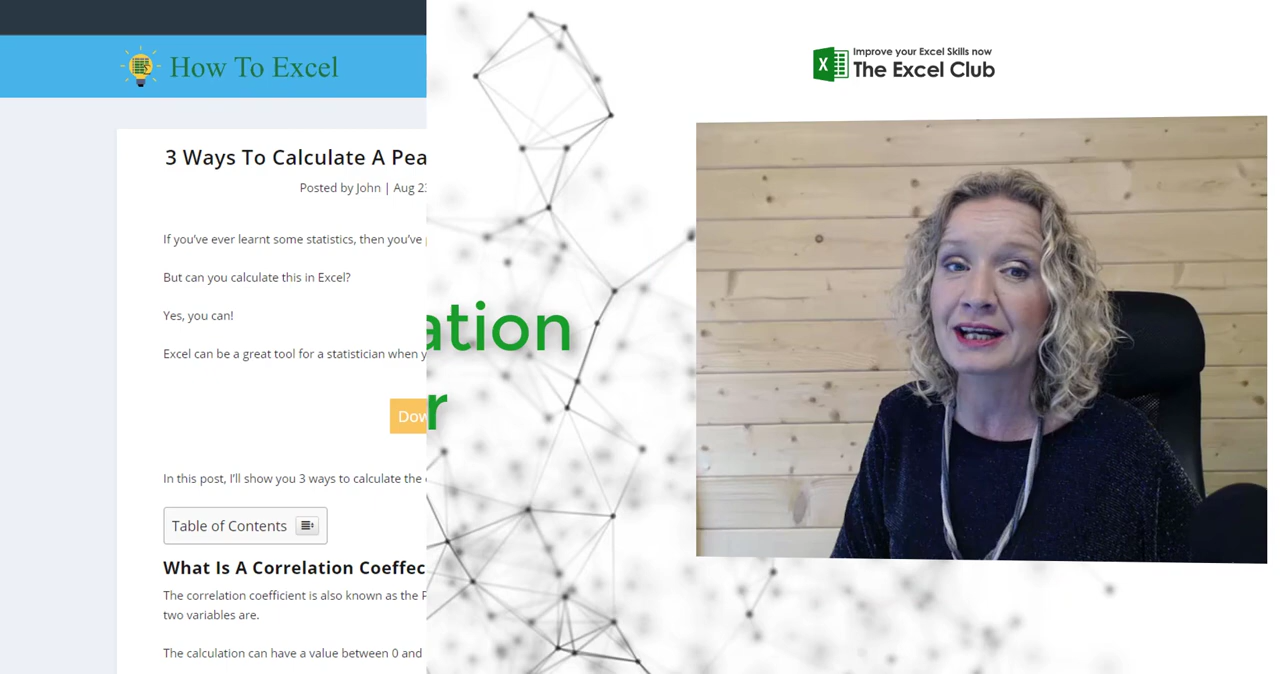 How To Excel
3 Ways To Calculate A Pea
Posted by John | Aug 23
If you've ever learnt some statistics, then you've
But can you calculate this in Excel?
Yes, you can!
Excel can be a great tool for a statistician when y
Dow
In this post, I'll show you 3 ways to calculate the
Table of Contents
What Is A Correlation Coeffec
The correlation coefficient is also known as the P
two variables are.
The calculation can have a value between 0 and
ation
r
X
Improve your Excel Skills now
The Excel Club